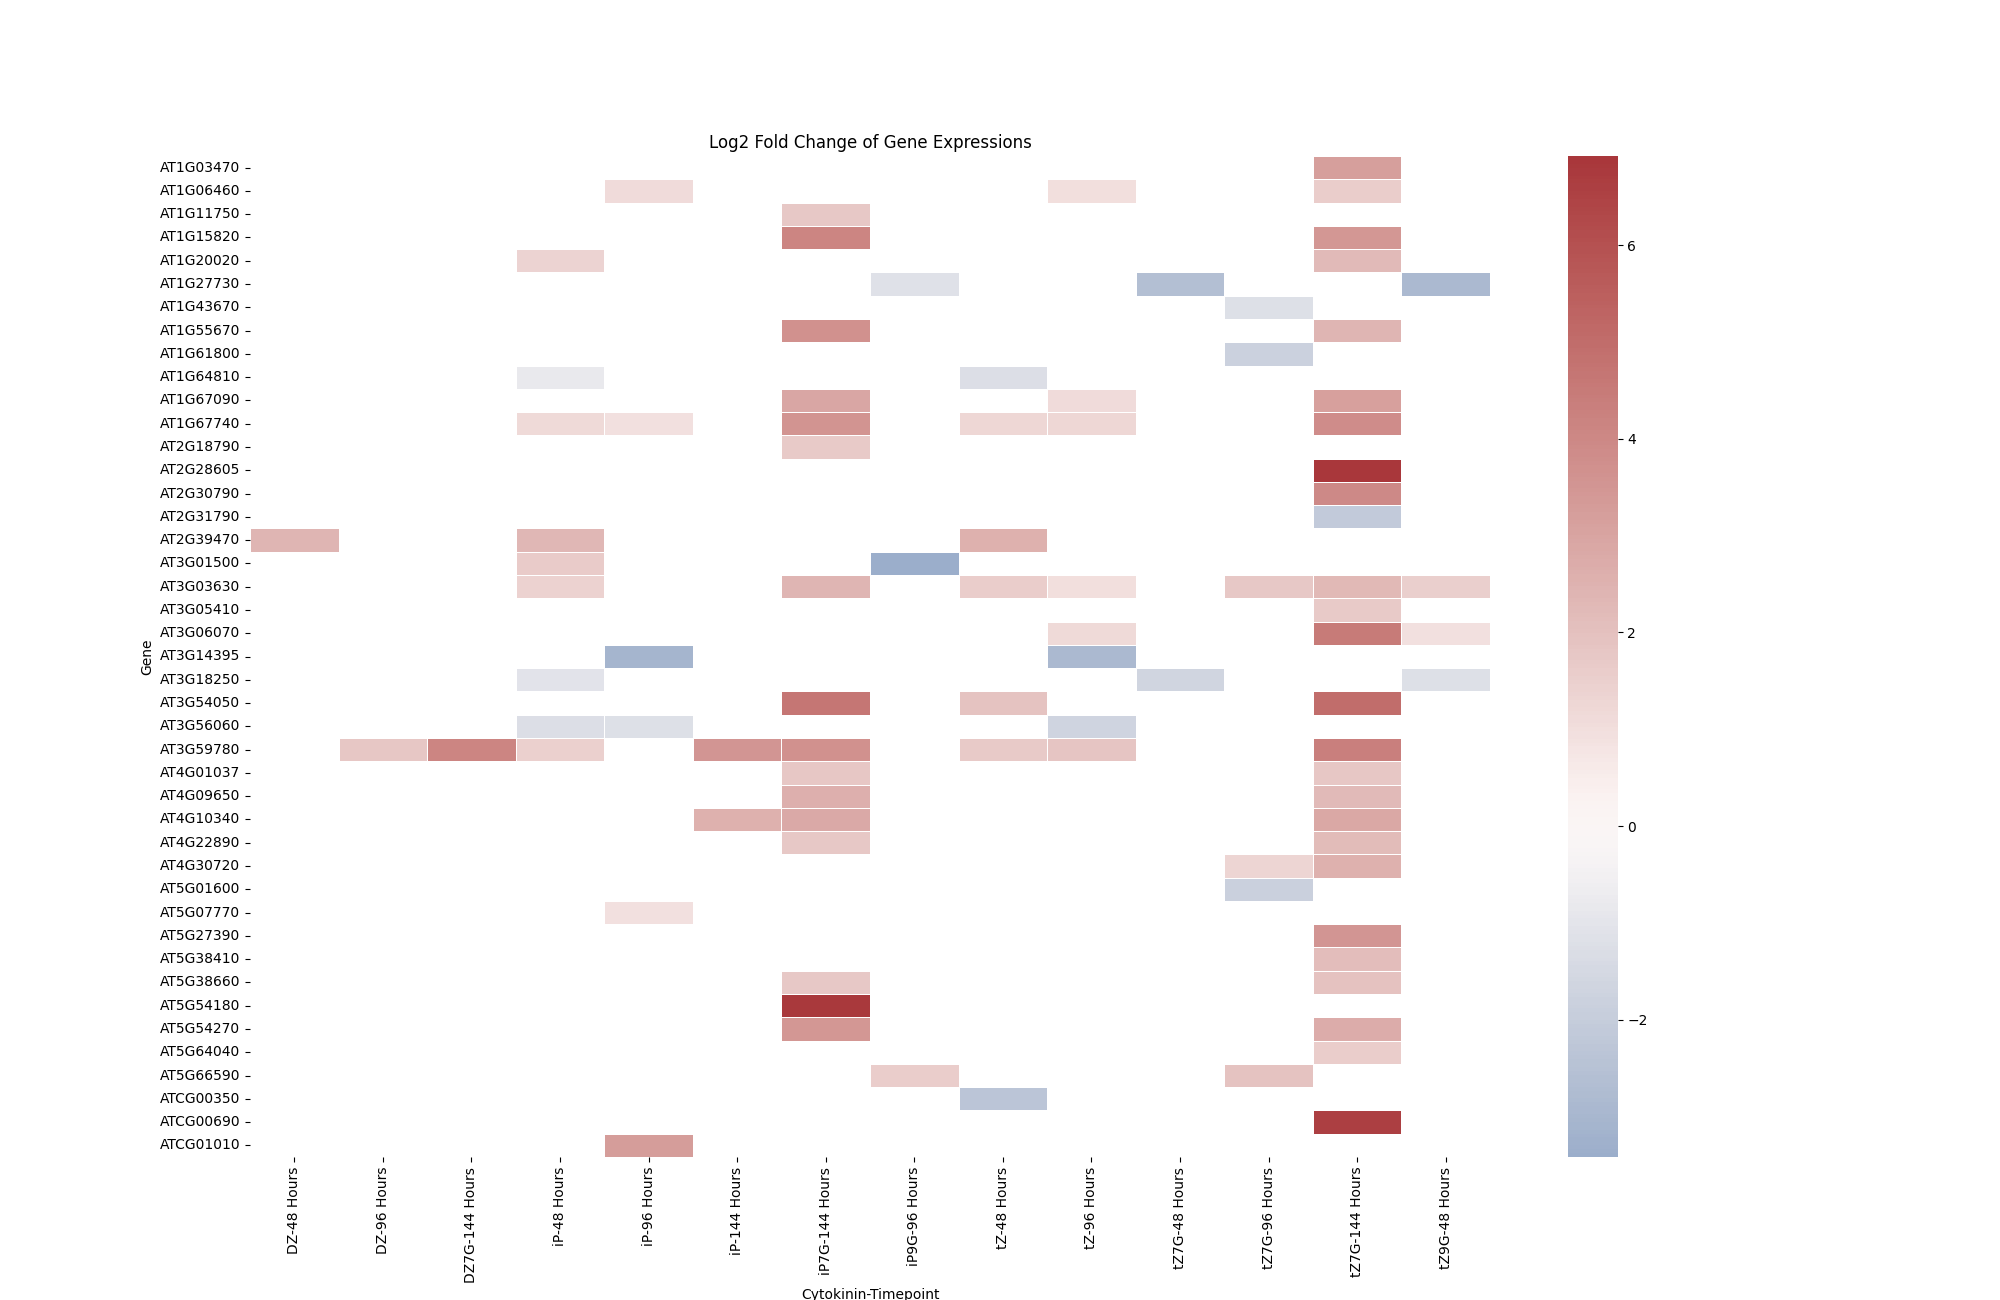 Log2 Fold Change of Gene Expressions
AT1G03470
AT1G06460
AT1G11750
AT1G15820
AT1G20020
AT1G27730
AT1G43670
AT1G55670
AT1G61800
AT1G64810
AT1G67090
AT1G67740
AT2G18790
AT2G28605
AT2G30790
AT2G31790
AT2G39470
AT3G01500
AT3G03630
AT3G05410
AT3G06070
AT3G14395
AT3G18250
AT3G54050
AT3G56060
AT3G59780
AT4G01037
AT4G09650
AT4G10340
AT4G22890
AT4G30720
AT5G01600
AT5G07770
AT5G27390
AT5G38410
AT5G38660
AT5G54180
AT5G54270
AT5G64040
AT5G66590
ATCG00350
ATCG00690
ATCG01010
Gene
DZ-48 Hours
DZ-96 Hours
DZ7G-144 Hours
iP-48 Hours
iP-96 Hours
iP-144 Hours
iP7G-144 Hours
iP9G-96 Hours
tZ-48 Hours
tZ-96 Hours
tZ7G-48 Hours
tZ7G-96 Hours
tZ7G-144 Hours
tZ9G-48 Hours
Cytokinin-Timepoint
6
4
2
0
−2